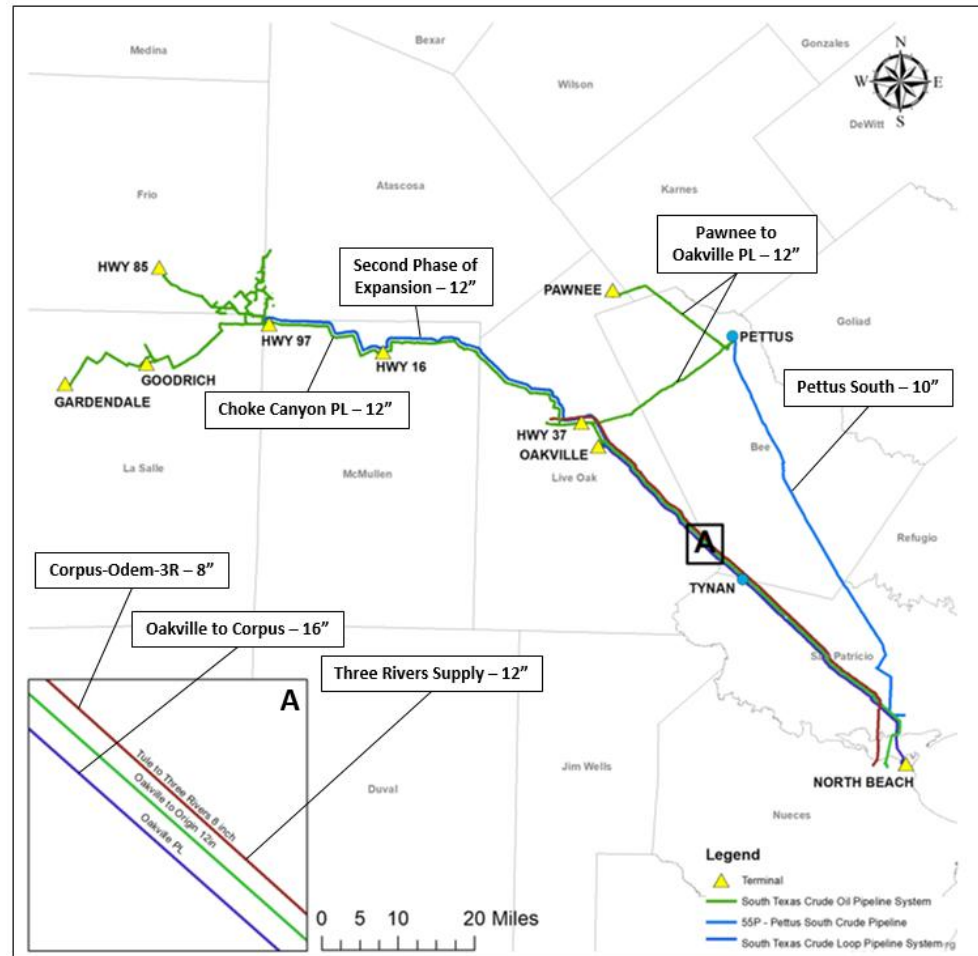 Medina
Bexar
Gonzales
Wilson
N
W
E
S
DeWitt
Frio
Atascosa
Karnes
Pawnee to
Oakville PL – 12”
HWY 85
Second Phase of
Expansion – 12”
PAWNEE
Goliad
HWY 97
PETTUS
HWY 16
GOODRICH
Pettus South – 10”
GARDENDALE
Choke Canyon PL – 12”
HWY 37
OAKVILLE
Bee
La Salle
McMullen
Live Oak
Refugio
A
Corpus-Odem-3R – 8”
TYNAN
Oakville to Corpus – 16”
San Patricio
Three Rivers Supply – 12”
A
Tule to Three Rivers 8 inch
Oakville to Origin 12in
Oakville PL
Duval
Jim Wells
NORTH BEACH
Nueces
Legend
Terminal
South Texas Crude Oil Pipeline System
55P - Pettus South Crude Pipeline
South Texas Crude Loop Pipeline System
0 5 10 20 Miles